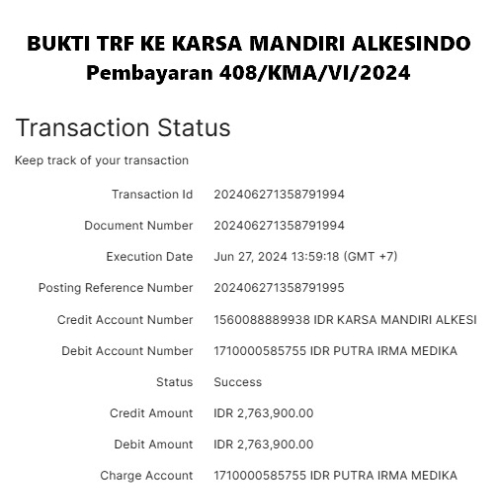 BUKTI TRF KE KARSA MANDIRI ALKESINDO
Pembayaran 408/KMA/VI/2024
Transaction Status
Keep track of your transaction
Transaction Id 202406271358791994
Document Number 202406271358791994
Execution Date Jun 27, 2024 13:59:18 (GMT +7)
Posting Reference Number 202406271358791995
Credit Account Number 1560088889938 IDR KARSA MANDIRI ALKESI
Debit Account Number 1710000585755 IDR PUTRA IRMA MEDIKA
Status Success
Credit Amount IDR 2,763,900.00
Debit Amount IDR 2,763,900.00
Charge Account 1710000585755 IDR PUTRA IRMA MEDIKA